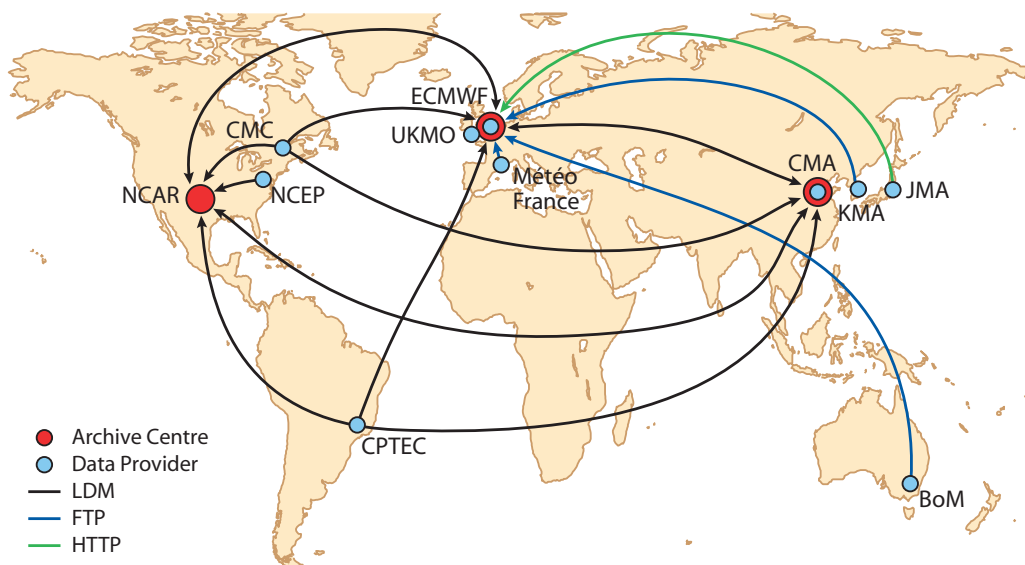 ECMWF
CMC
UKMO
NCAR
NCEP
Météo
France
CMA
KMA
JMA
CPTEC
BoM
Archive Centre
Data Provider
LDM
FTP
HTTP